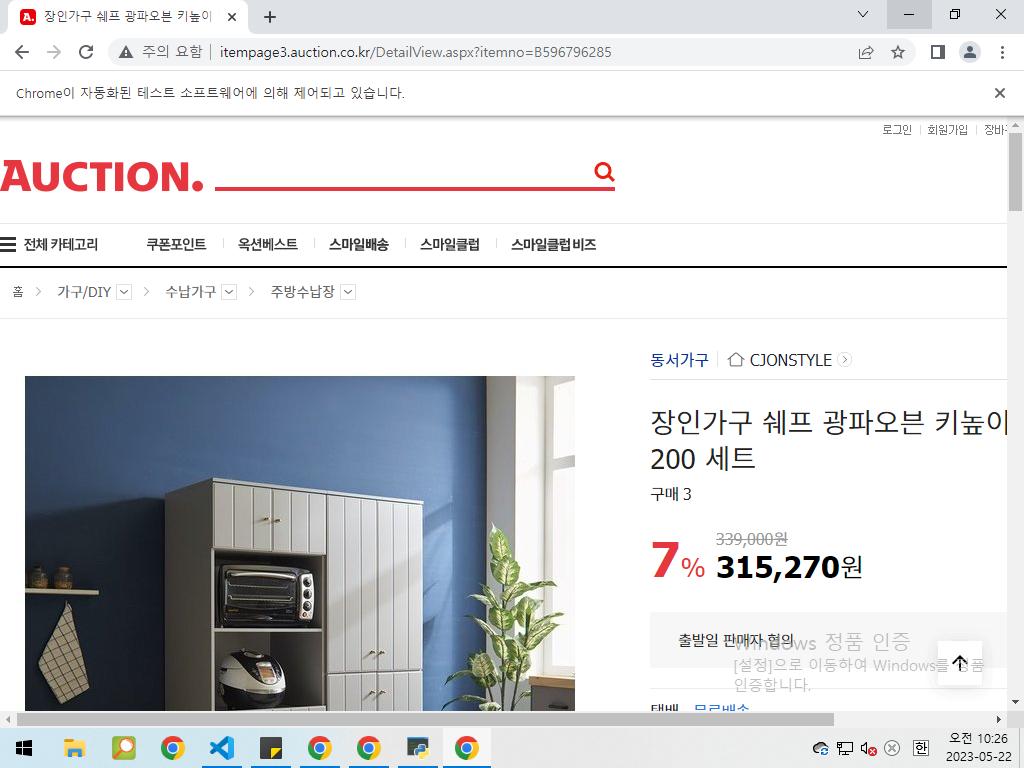 장인가구 쉐프 광파오븐 키높이
주의 요함
itempage3.auction.co.kr/DetailView.aspx?itemno=B596796285
Chrome이 자동화된 테스트 소프트웨어에 의해 제어되고 있습니다.
로그인 회원가입 장바
AUCTION.
전체 카테고리 쿠폰포인트 옥션베스트 스마일배송 스마일클럽 스마일클럽 비즈
홈 가구/DIY 수납가구 주방수납장
동서가구 CJONSTYLE
장인가구 쉐프 광파오븐 키높이
200 세트
구매 3
339,000원
7% 315,270원
출발일 판매자 협의
Windows 정품 인증
[설정]으로 이동하여 Windows를 정품
인증합니다.
택배 무료배송
한
오전 10:26
2023-05-22